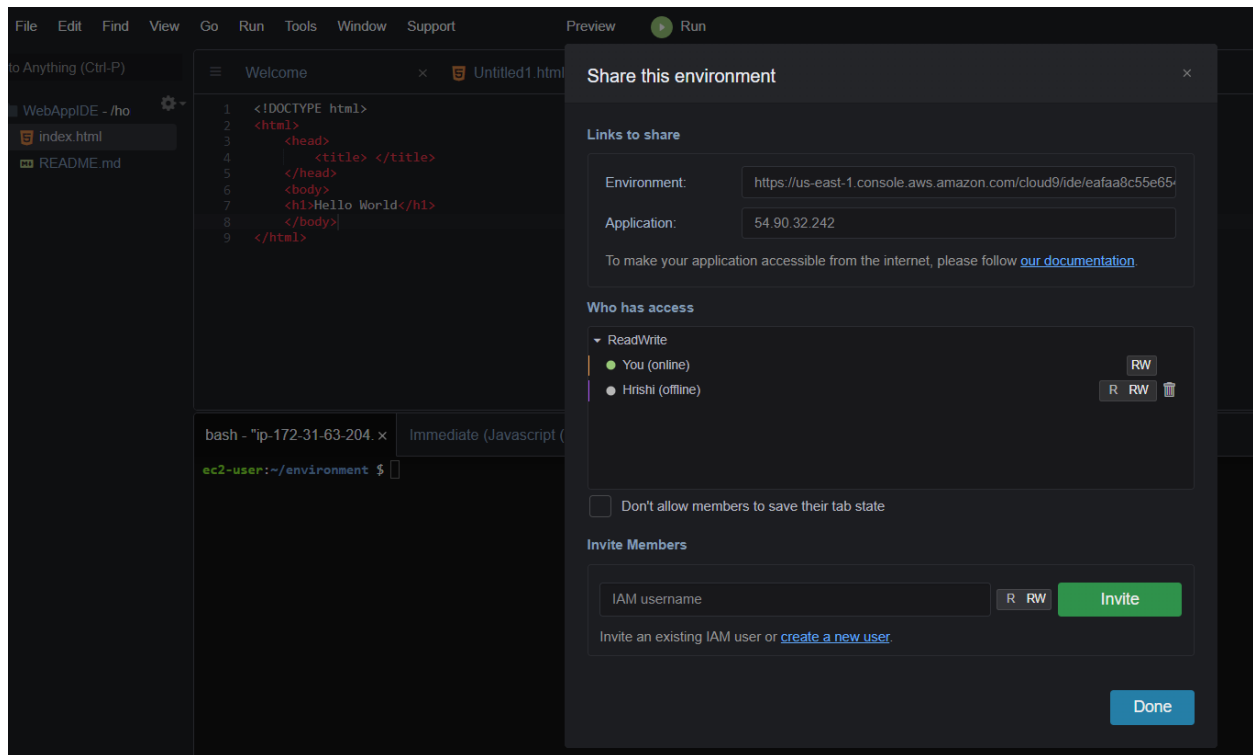 File Edit Find View Go Run Tools Window Support Preview Run
to Anything (Ctrl-P)
WebAppIDE - /ho
index.html
README.md
Welcome × Untitled1.html
1 <!DOCTYPE html>
2 <html>
3 <head>
4 <title> </title>
5 </head>
6 <body>
7 <h1>Hello World</h1>
8 </body>
9 </html>
bash - "ip-172-31-63-204. × Immediate (Javascript (
ec2-user:~/environment $
Share this environment ×
Links to share
Environment: https://us-east-1.console.aws.amazon.com/cloud9/ide/eafaa8c55e654
Application: 54.90.32.242
To make your application accessible from the internet, please follow our documentation.
Who has access
ReadWrite
You (online) RW
Hrishi (offline) R RW
Don't allow members to save their tab state
Invite Members
IAM username R RW Invite
Invite an existing IAM user or create a new user.
Done